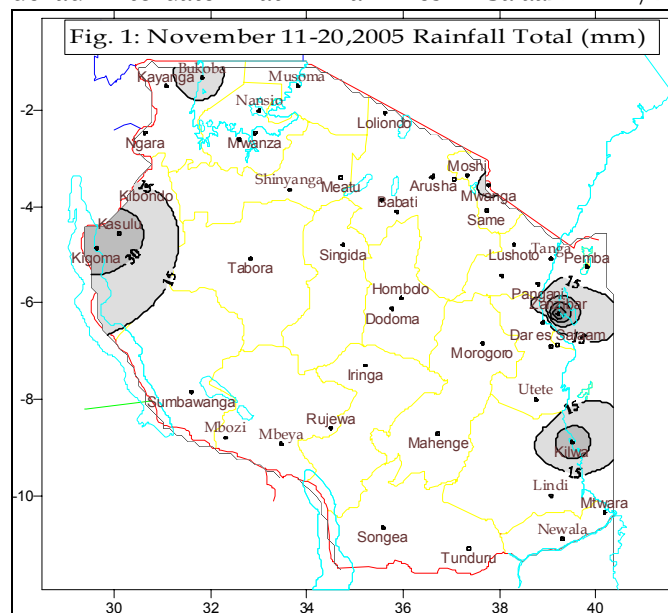 Fig. 1: November 11-20,2005 Rainfall Total (mm)
Bukoba
Kayanga
Musoma
-2
Nansio
Loliondo
Ngara
Mwanza
Moshi
Shinyanga
Meatu
Arusha
15
Kibondo
Mwanga
-4
Babati
Same
Kasulu
Kigoma
30
Singida
Lushoto
Tanga
Pemba
Tabora
15
15
Hombolo
Pangani
Zanzibar
-6
Dodoma
Dar es Salaam
15
Morogoro
Iringa
Sumbawanga
Utete
-8
15
Mbozi
Mbeya
Rujewa
Mahenge
Kilwa
15
-10
Lindi
Mtwara
Songea
Newala
Tunduru
30
32
34
36
38
40